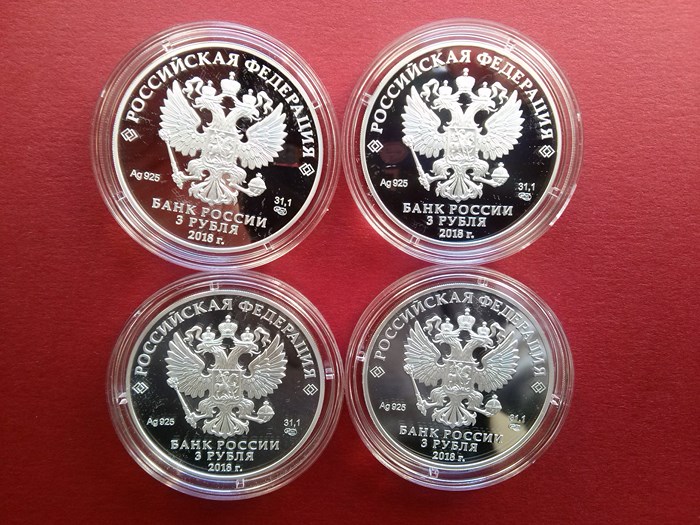 РОССИЙСКАЯ ФЕДЕРАЦИЯ
Ag 925
31,1
БАНК РОССИИ
3 РУБЛЯ
2018 г.
РОССИЙСКАЯ ФЕДЕРАЦИЯ
Ag 925
31,1
БАНК РОССИИ
3 РУБЛЯ
2018 г.
РОССИЙСКАЯ ФЕДЕРАЦИЯ
Ag 925
31,1
БАНК РОССИИ
3 РУБЛЯ
2018 г.
РОССИЙСКАЯ ФЕДЕРАЦИЯ
Ag 925
31,1
БАНК РОССИИ
3 РУБЛЯ
2018 г.